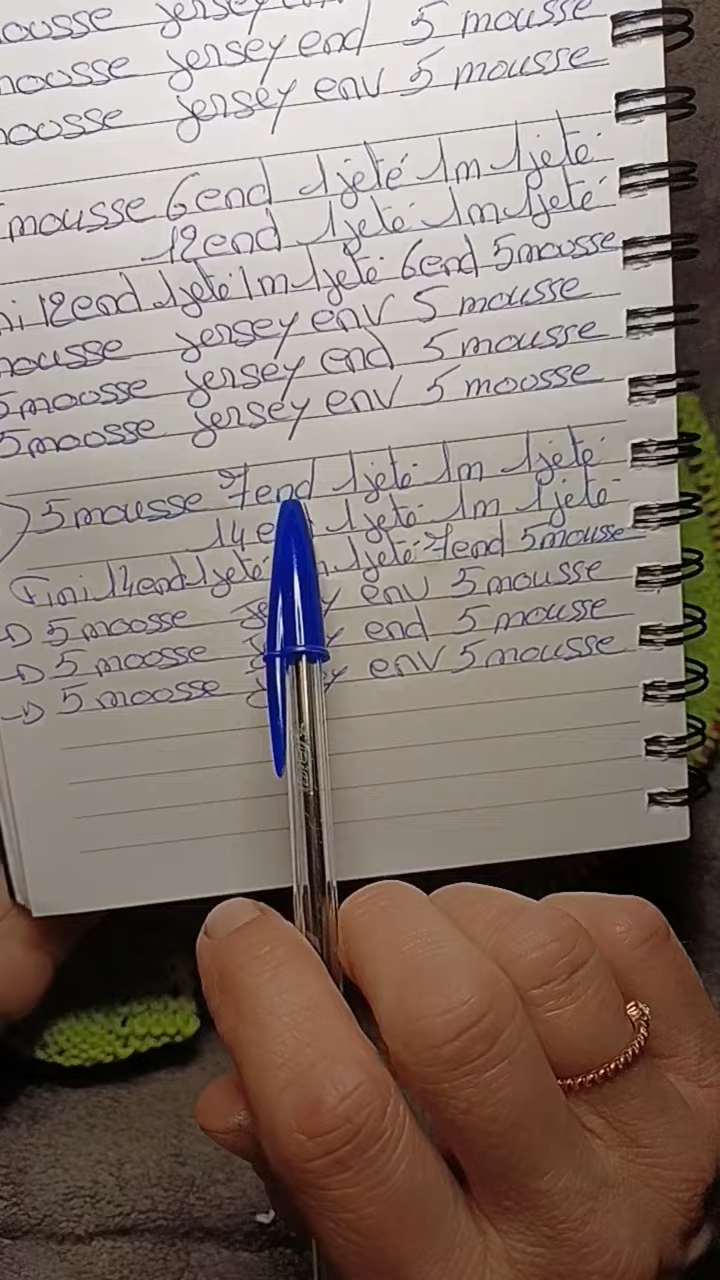 mousse jersey end 5 mousse
mousse jersey env 5 mousse
mousse 6end 1jeté 1m 1jeté
12end 1jeté 1m 1jeté
12end 1jeté 1m 1jeté 6end 5mousse
mousse jersey env 5 mousse
5mousse jersey end 5 mousse
5mousse jersey env 5 mousse
5mousse 7end 1jeté 1m 1jeté
14e 1jeté 1m 1jeté
Fini 14end 1jeté 1jeté 7end 5mousse
→ 5 mousse env 5mousse
→ 5 mousse end 5 mousse
→ 5 mousse env 5mousse